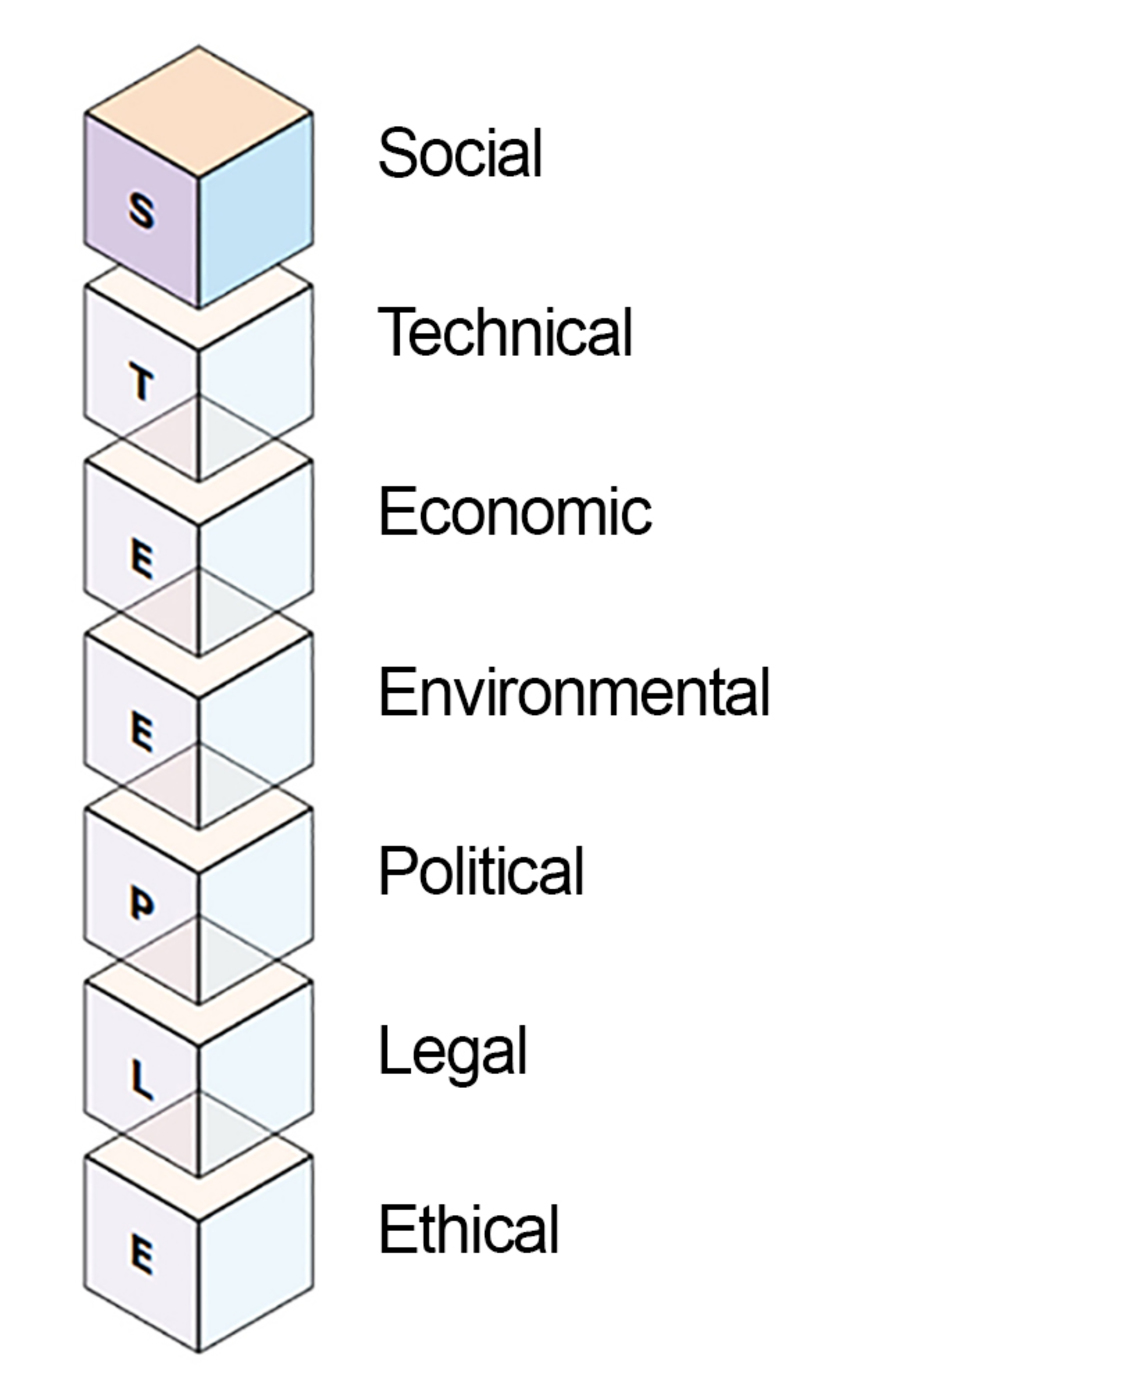 S Social
T Technical
E Economic
E Environmental
P Political
L Legal
E Ethical